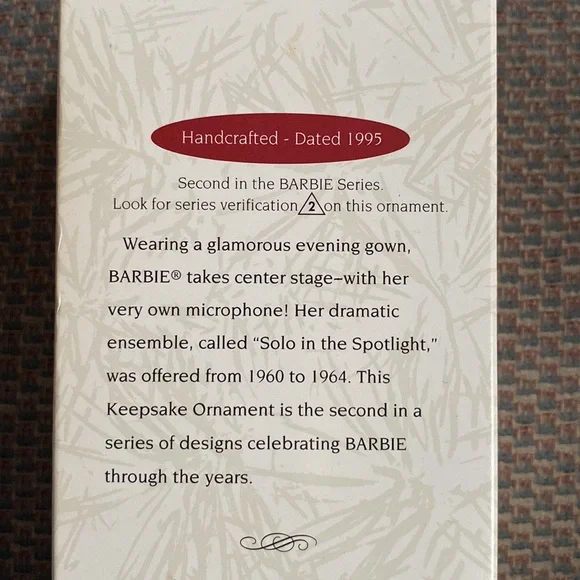 Handcrafted - Dated 1995
Second in the BARBIE Series.
Look for series verification 2 on this ornament.
Wearing a glamorous evening gown,
BARBIE® takes center stage–with her
very own microphone! Her dramatic
ensemble, called "Solo in the Spotlight,"
was offered from 1960 to 1964. This
Keepsake Ornament is the second in a
series of designs celebrating BARBIE
through the years.